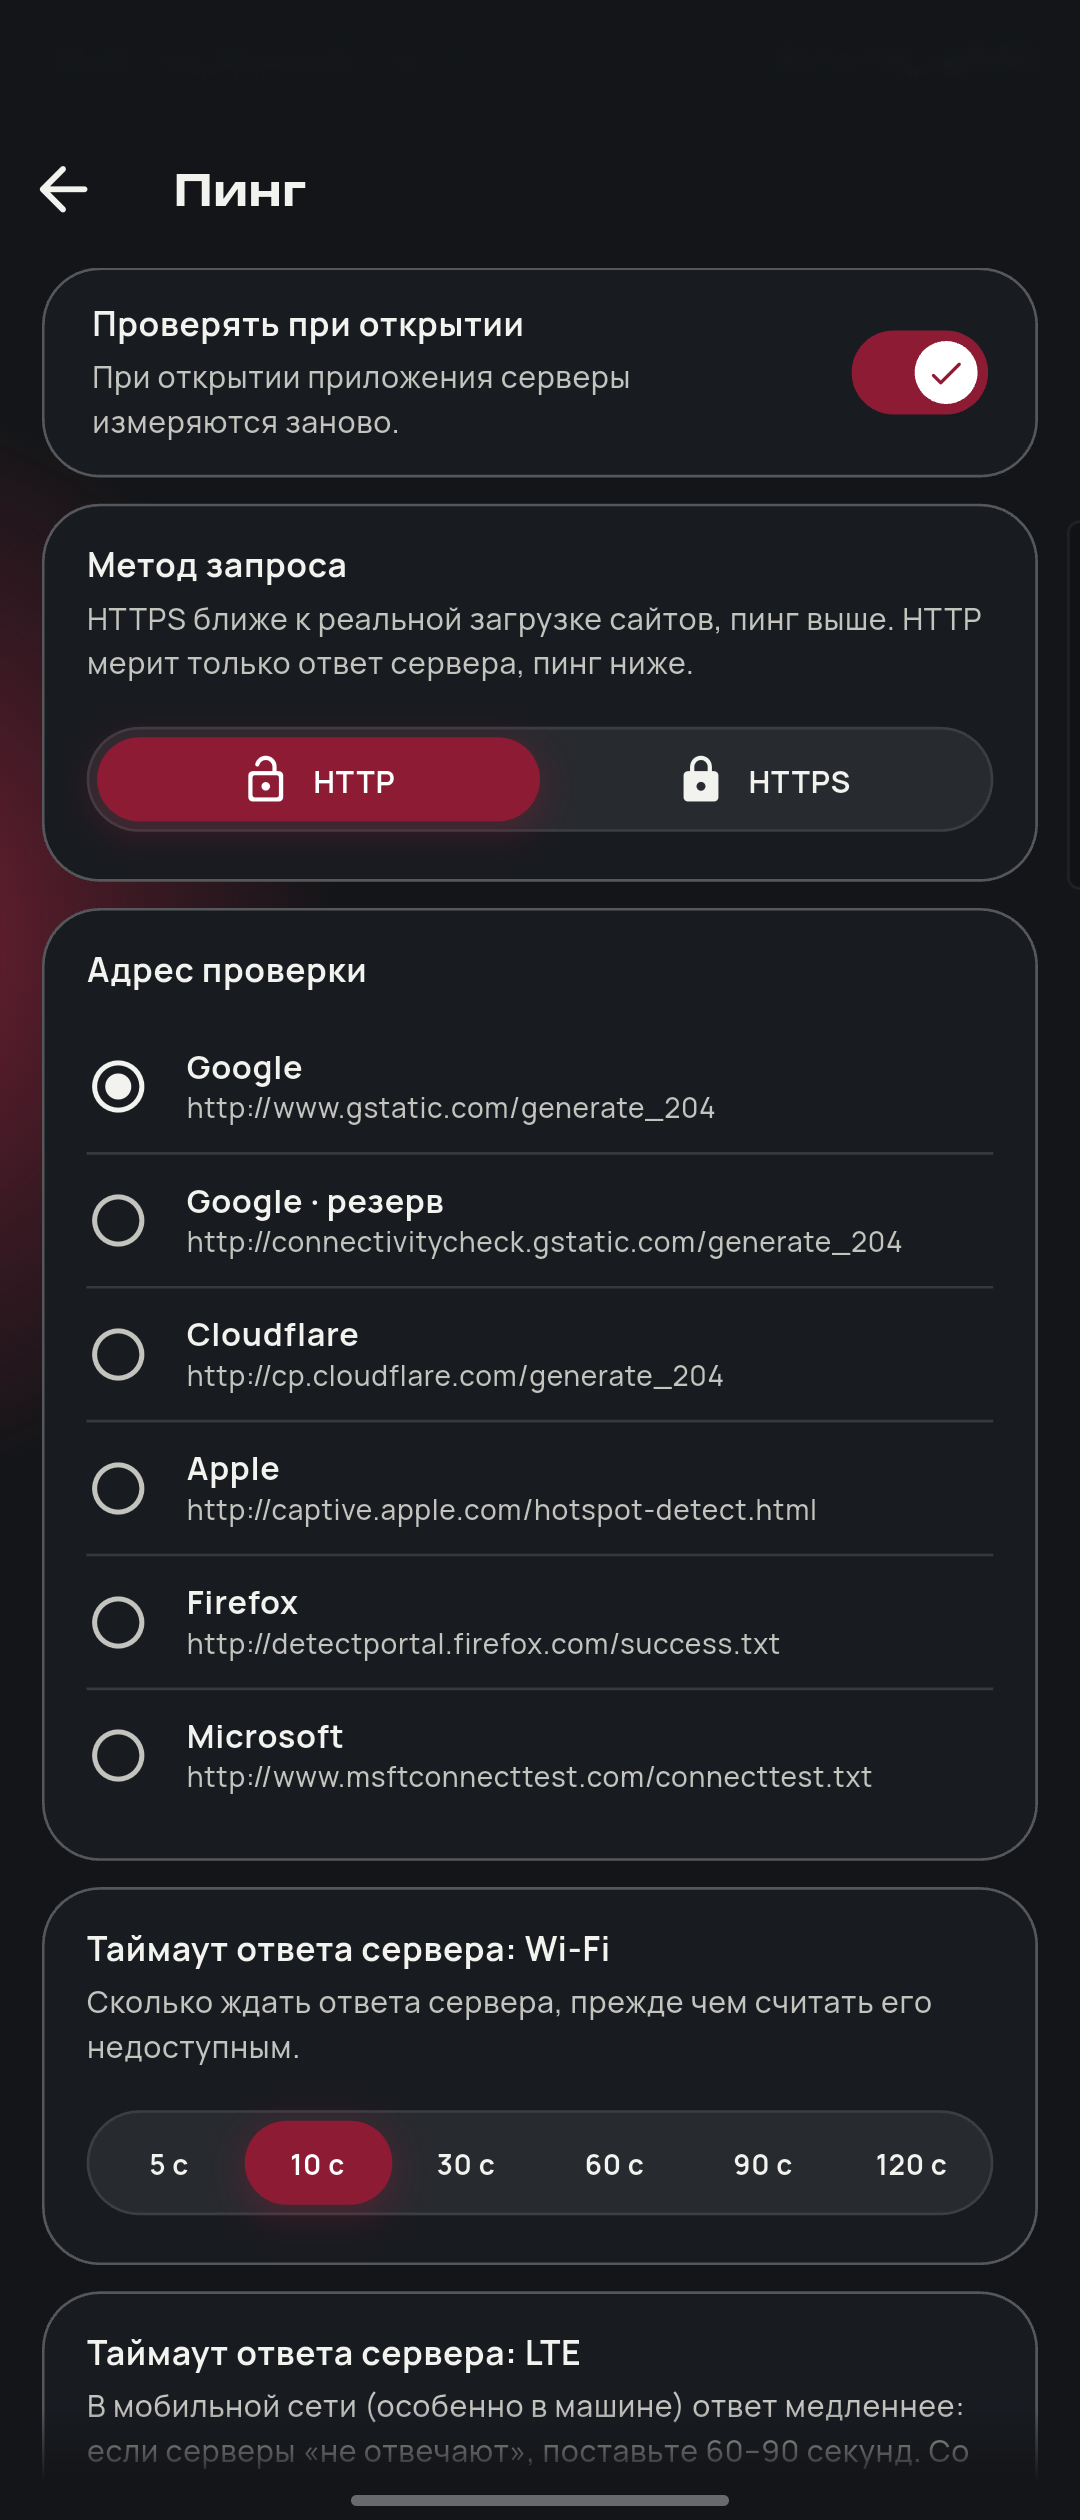 Пинг
Проверять при открытии
При открытии приложения серверы
измеряются заново.
Метод запроса
HTTPS ближе к реальной загрузке сайтов, пинг выше. HTTP
мерит только ответ сервера, пинг ниже.
HTTP
HTTPS
Адрес проверки
Google
http://www.gstatic.com/generate_204
Google · резерв
http://connectivitycheck.gstatic.com/generate_204
Cloudflare
http://cp.cloudflare.com/generate_204
Apple
http://captive.apple.com/hotspot-detect.html
Firefox
http://detectportal.firefox.com/success.txt
Microsoft
http://www.msftconnecttest.com/connecttest.txt
Таймаут ответа сервера: Wi-Fi
Сколько ждать ответа сервера, прежде чем считать его
недоступным.
5 с
10 с
30 с
60 с
90 с
120 с
Таймаут ответа сервера: LTE
В мобильной сети (особенно в машине) ответ медленнее:
если серверы «не отвечают», поставьте 60–90 секунд. Со